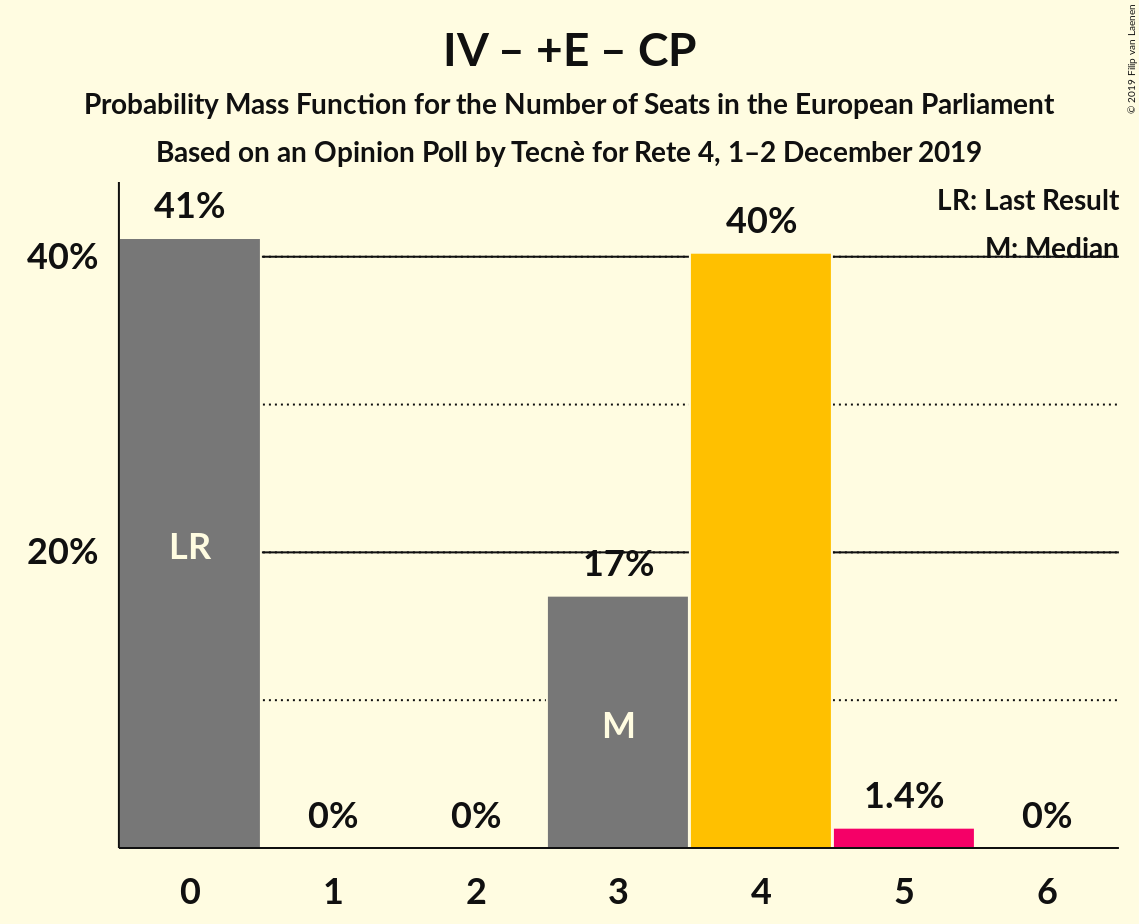 IV – +E – CP
Probability Mass Function for the Number of Seats in the European Parliament
Based on an Opinion Poll by Tecnè for Rete 4, 1–2 December 2019
© 2019 Filip van Laenen
LR: Last Result
M: Median
41%
40%
40%
LR
20%
17%
M
0%
0%
1.4%
0%
0 1 2 3 4 5 6